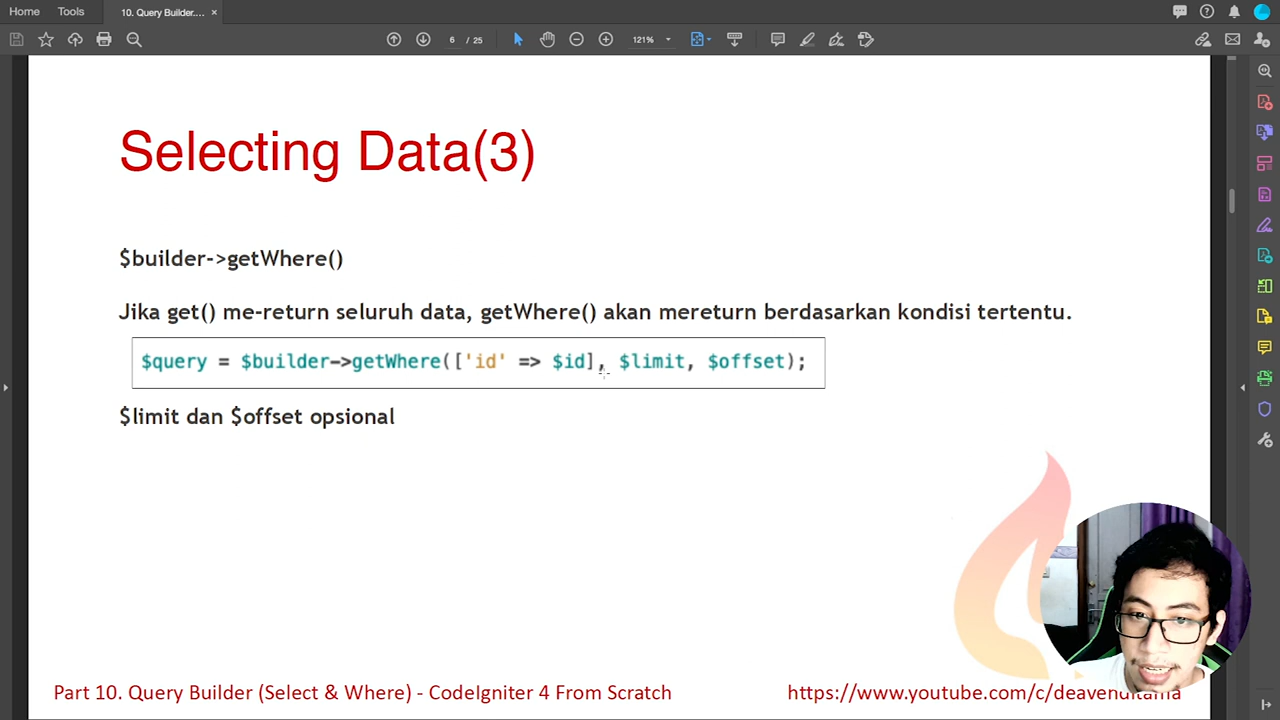 Home Tools 10. Query Builder.... ×
6 / 25 121%
Selecting Data(3)
$builder->getWhere()
Jika get() me-return seluruh data, getWhere() akan mereturn berdasarkan kondisi tertentu.
$query = $builder->getWhere(['id' => $id], $limit, $offset);
$limit dan $offset opsional
Part 10. Query Builder (Select & Where) - CodeIgniter 4 From Scratch
https://www.youtube.com/c/deavenditama